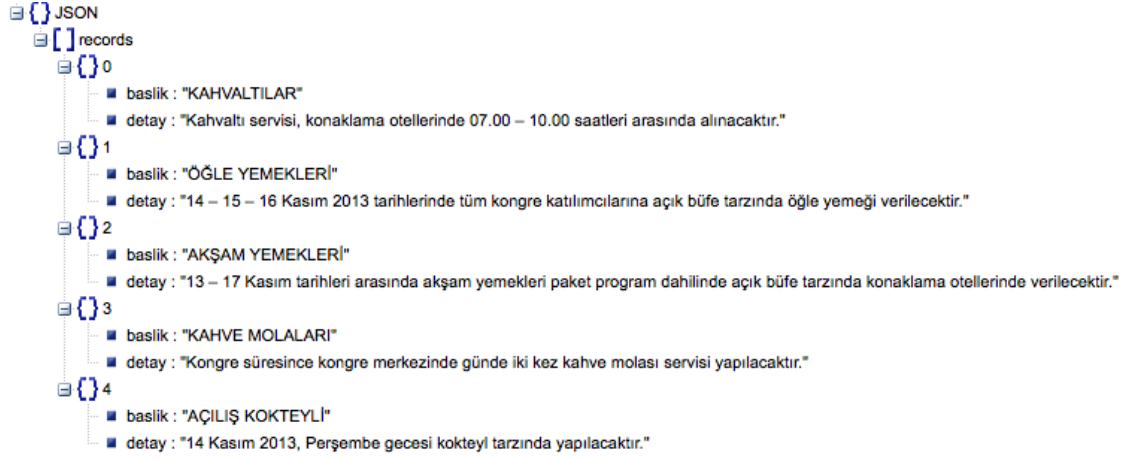 JSON
records
0
baslik : "KAHVALTILAR"
detay : "Kahvaltı servisi, konaklama otellerinde 07.00 – 10.00 saatleri arasında alınacaktır."
1
baslik : "ÖĞLE YEMEKLERİ"
detay : "14 – 15 – 16 Kasım 2013 tarihlerinde tüm kongre katılımcılarına açık büfe tarzında öğle yemeği verilecektir."
2
baslik : "AKŞAM YEMEKLERİ"
detay : "13 – 17 Kasım tarihleri arasında akşam yemekleri paket program dahilinde açık büfe tarzında konaklama otellerinde verilecektir."
3
baslik : "KAHVE MOLALARI"
detay : "Kongre süresince kongre merkezinde günde iki kez kahve molası servisi yapılacaktır."
4
baslik : "AÇILIŞ KOKTEYLİ"
detay : "14 Kasım 2013, Perşembe gecesi kokteyl tarzında yapılacaktır."